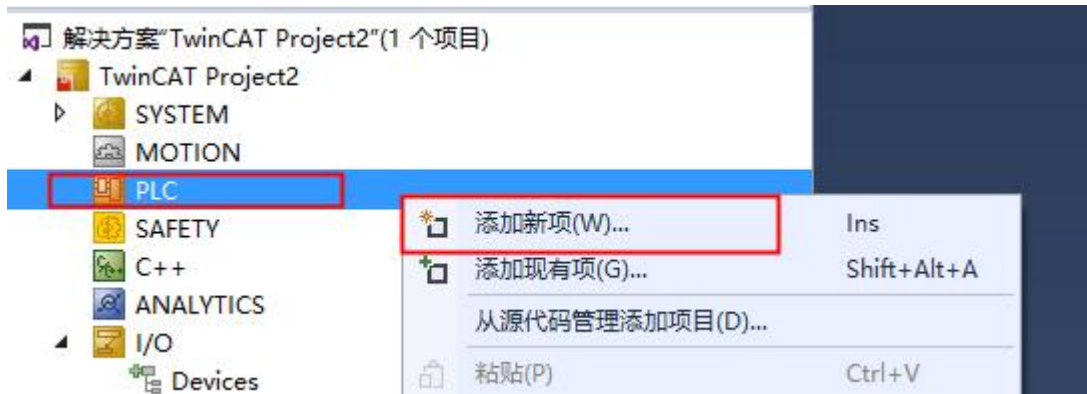 解决方案"TwinCAT Project2"(1 个项目)
TwinCAT Project2
SYSTEM
MOTION
PLC
SAFETY
C++
ANALYTICS
I/O
Devices
添加新项(W)... Ins
添加现有项(G)... Shift+Alt+A
从源代码管理添加项目(D)...
粘贴(P) Ctrl+V